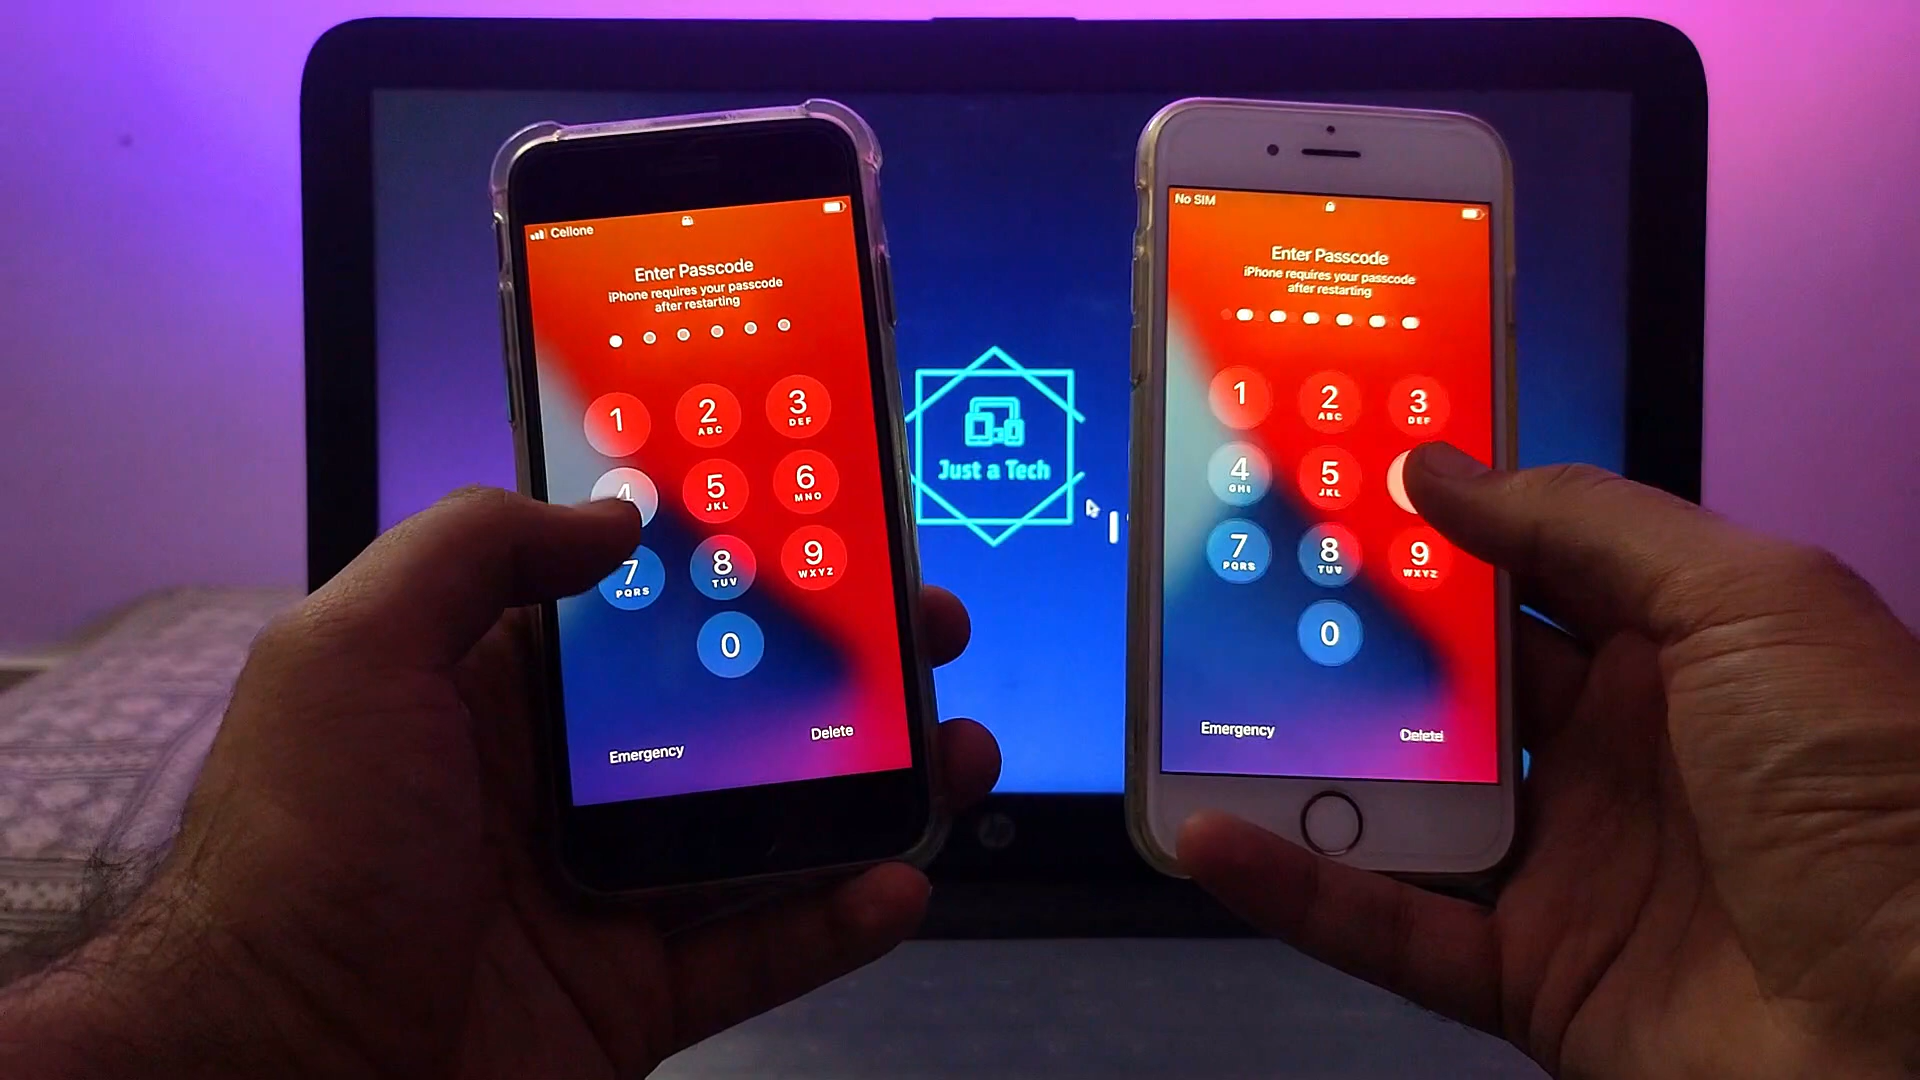 Cellone
Enter Passcode
iPhone requires your passcode
after restarting
1
2
ABC
3
DEF
4
5
JKL
6
MNO
7
PQRS
8
TUV
9
WXYZ
0
Emergency
Delete
Just a Tech
hp
No SIM
Enter Passcode
iPhone requires your passcode
after restarting
1
2
ABC
3
DEF
4
GHI
5
JKL
7
PQRS
8
TUV
9
WXYZ
0
Emergency
Delete